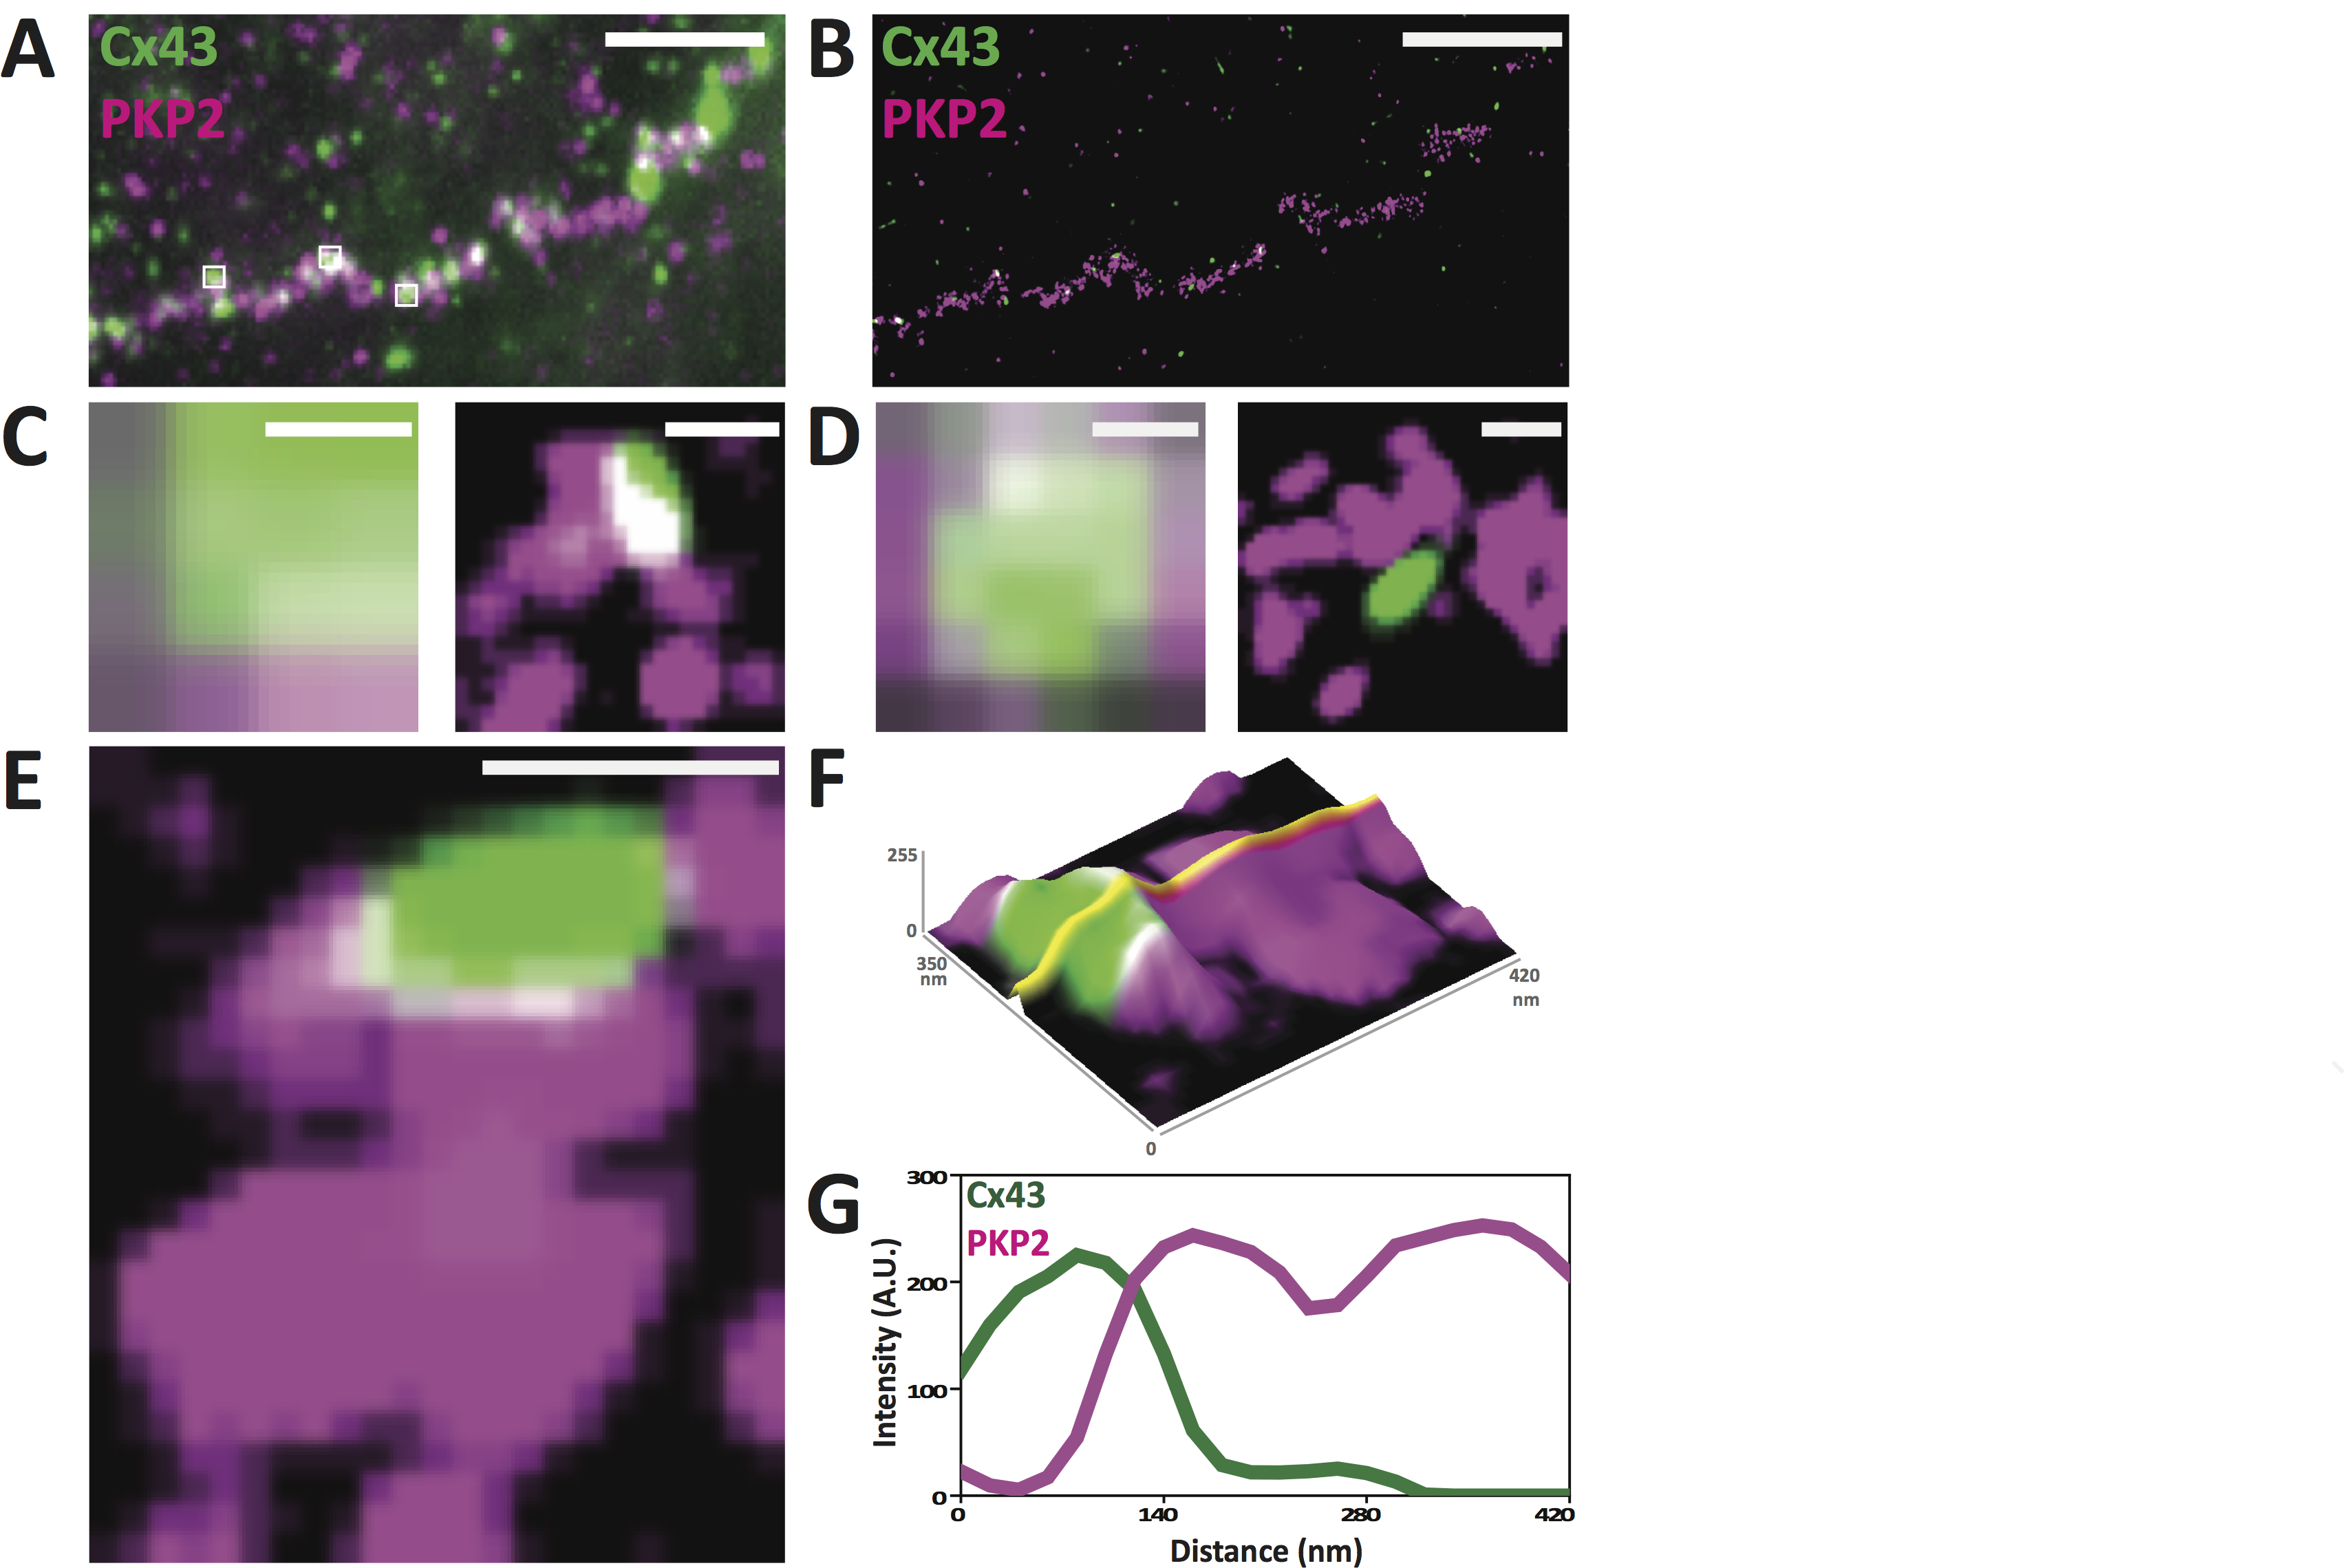 A
Cx43
PKP2
B
Cx43
PKP2
C
D
E
F
255
0
350
nm
420
nm
0
G
Cx43
PKP2
300
200
100
0
Intensity (A.U.)
0
140
280
420
Distance (nm)